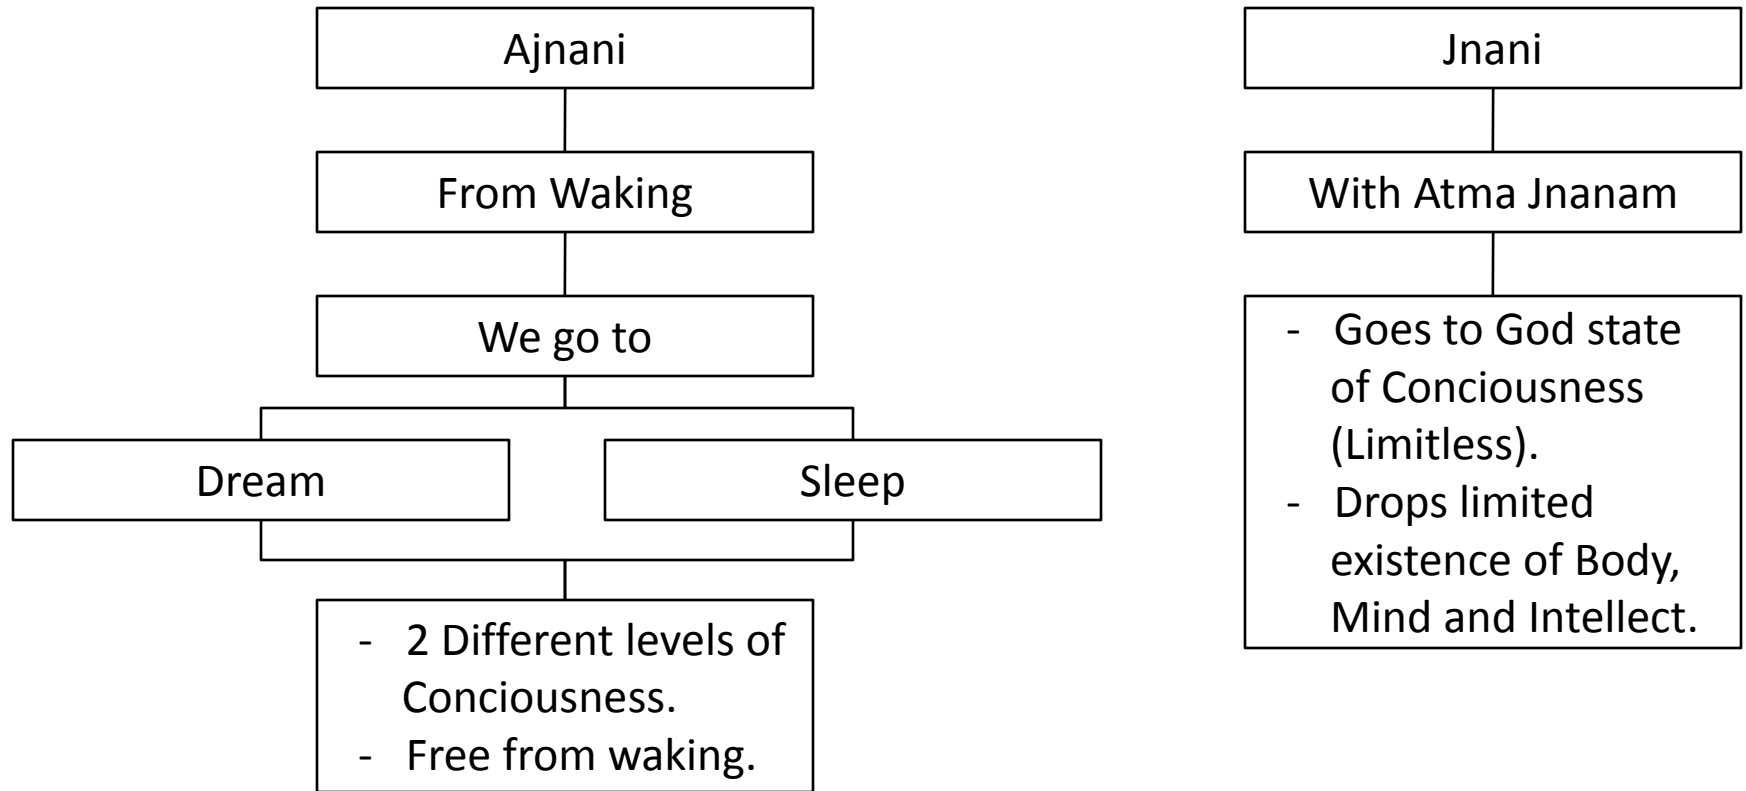 Ajnani
From Waking
We go to
Dream
Sleep
- 2 Different levels of
Conciousness.
- Free from waking.
Jnani
With Atma Jnanam
- Goes to God state
of Conciousness
(Limitless).
- Drops limited
existence of Body,
Mind and Intellect.